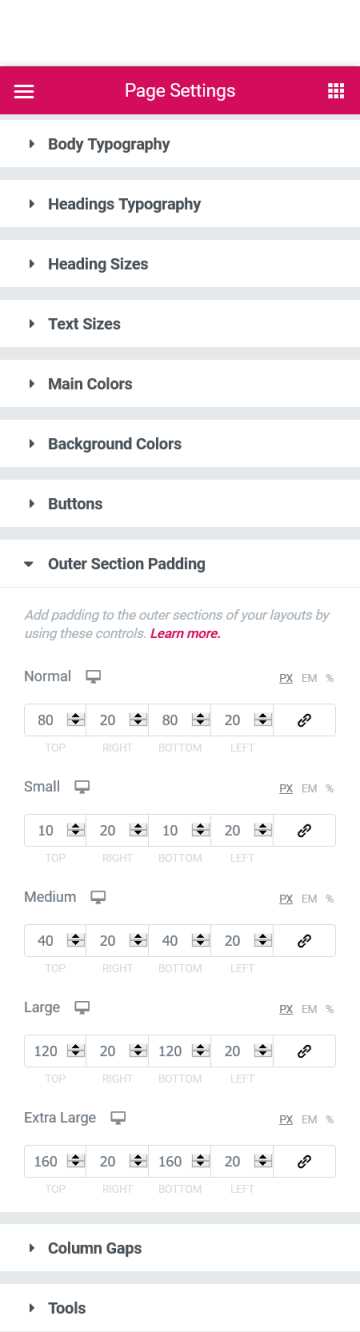 Page Settings
Body Typography
Headings Typography
Heading Sizes
Text Sizes
Main Colors
Background Colors
Buttons
Outer Section Padding
Add padding to the outer sections of your layouts by
using these controls. Learn more.
Normal PX EM %
80 20 80 20
TOP RIGHT BOTTOM LEFT
Small PX EM %
10 20 10 20
TOP RIGHT BOTTOM LEFT
Medium PX EM %
40 20 40 20
TOP RIGHT BOTTOM LEFT
Large PX EM %
120 20 120 20
TOP RIGHT BOTTOM LEFT
Extra Large PX EM %
160 20 160 20
TOP RIGHT BOTTOM LEFT
Column Gaps
Tools